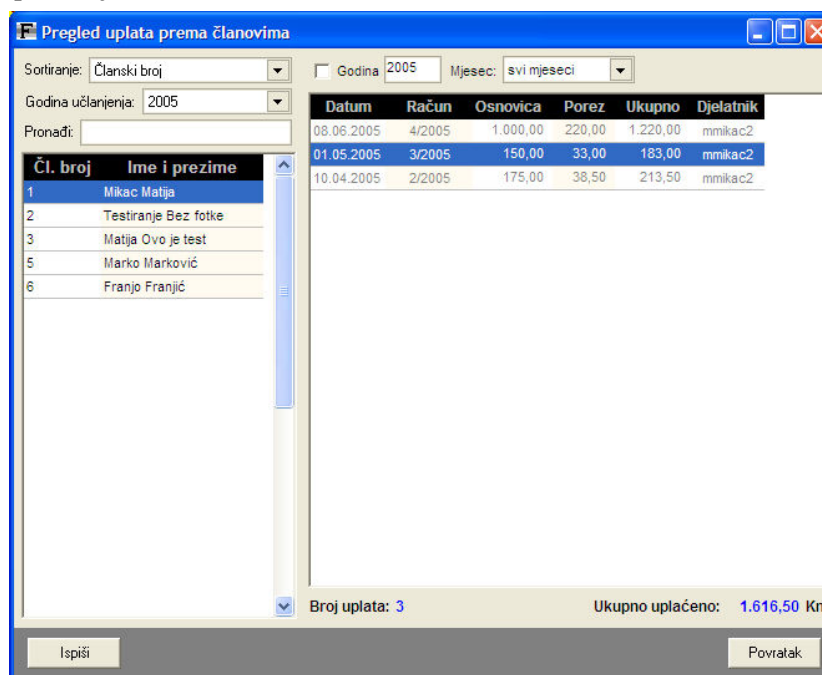 Pregled uplata prema članovima
Sortiranje: Članski broj
Godina učlanjenja: 2005
Pronađi:
Čl. broj Ime i prezime
1 Mikac Matija
2 Testiranje Bez fotke
3 Matija Ovo je test
5 Marko Marković
6 Franjo Franjić
Godina 2005 Mjesec: svi mjeseci
Datum Račun Osnovica Porez Ukupno Djelatnik
08.06.2005 4/2005 1.000,00 220,00 1.220,00 mmikac2
01.05.2005 3/2005 150,00 33,00 183,00 mmikac2
10.04.2005 2/2005 175,00 38,50 213,50 mmikac2
Broj uplata: 3 Ukupno uplaćeno: 1.616,50 Kn
Ispiši Povratak